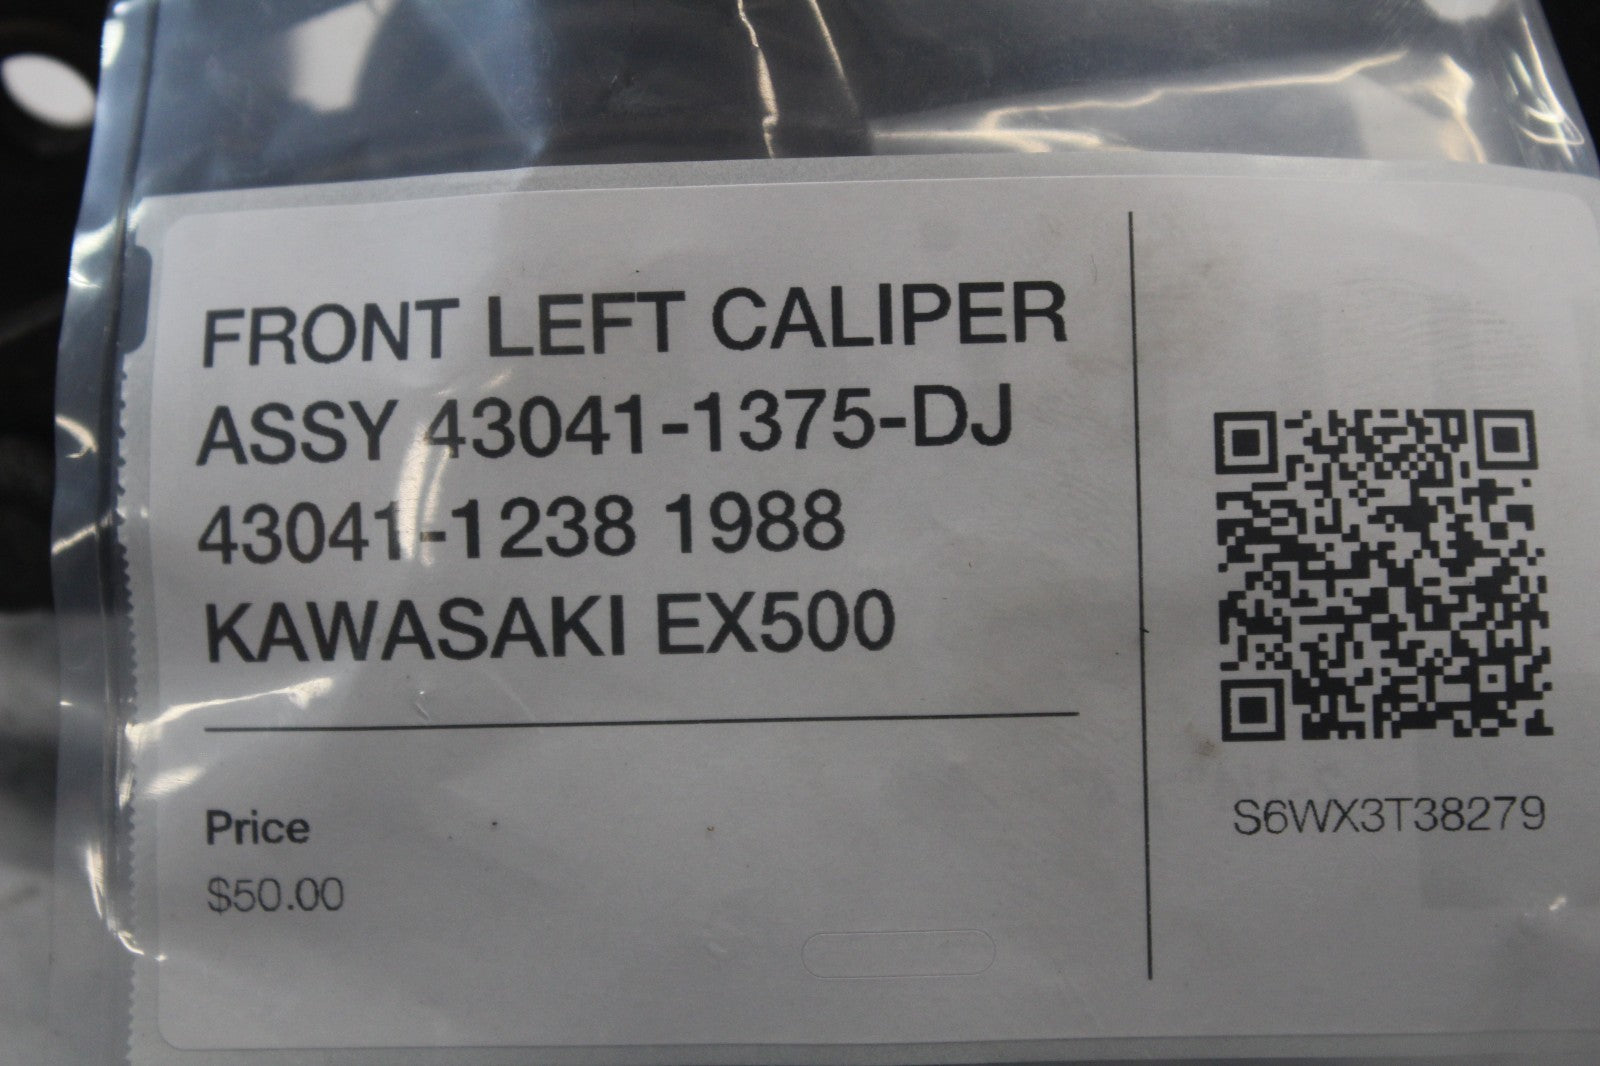 FRONT LEFT CALIPER
ASSY 43041-1375-DJ
43041-1238 1988
KAWASAKI EX500
Price
$50.00
S6WX3T38279